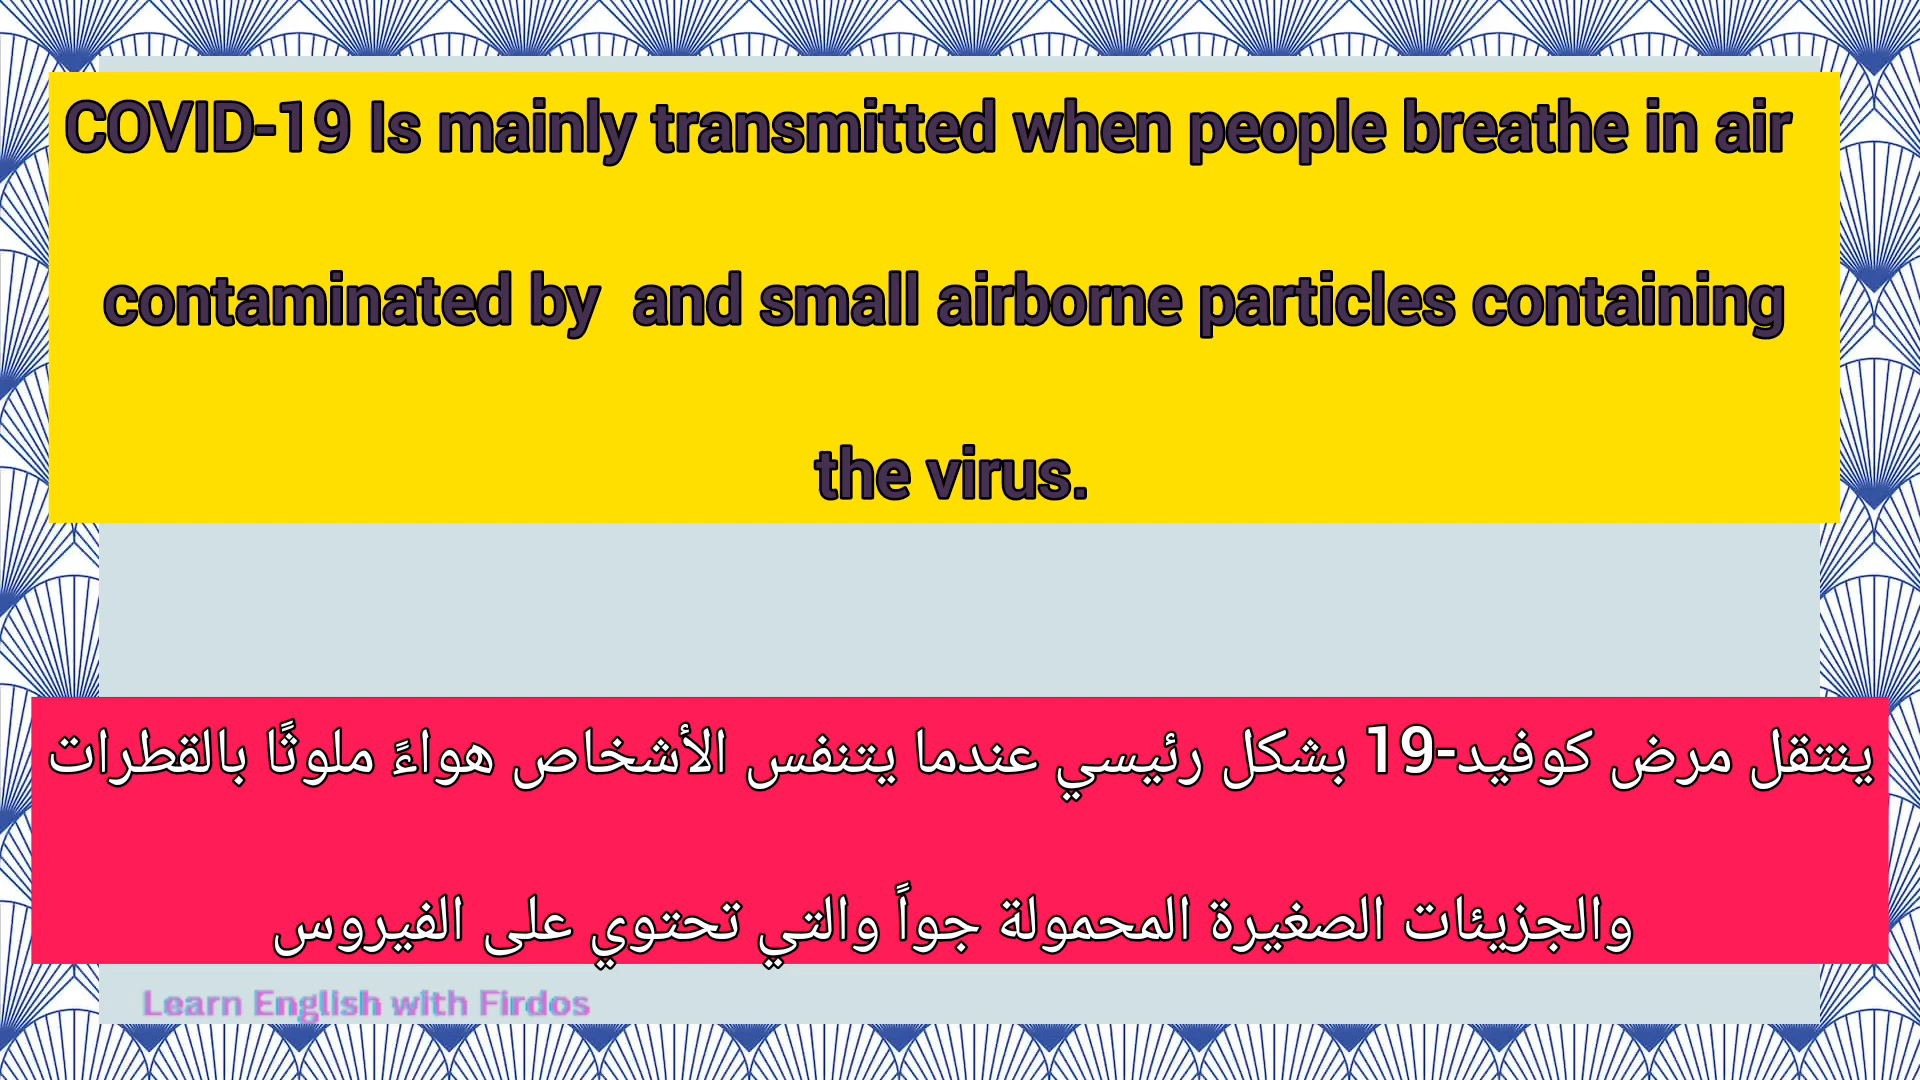 COVID-19 Is mainly transmitted when people breathe in air
contaminated by  and small airborne particles containing
the virus.
ينتقل مرض كوفيد-19 بشكل رئيسي عندما يتنفس الأشخاص هواءً ملوثًا بالقطرات
والجزيئات الصغيرة المحمولة جواً والتي تحتوي على الفيروس
Learn English with Firdos